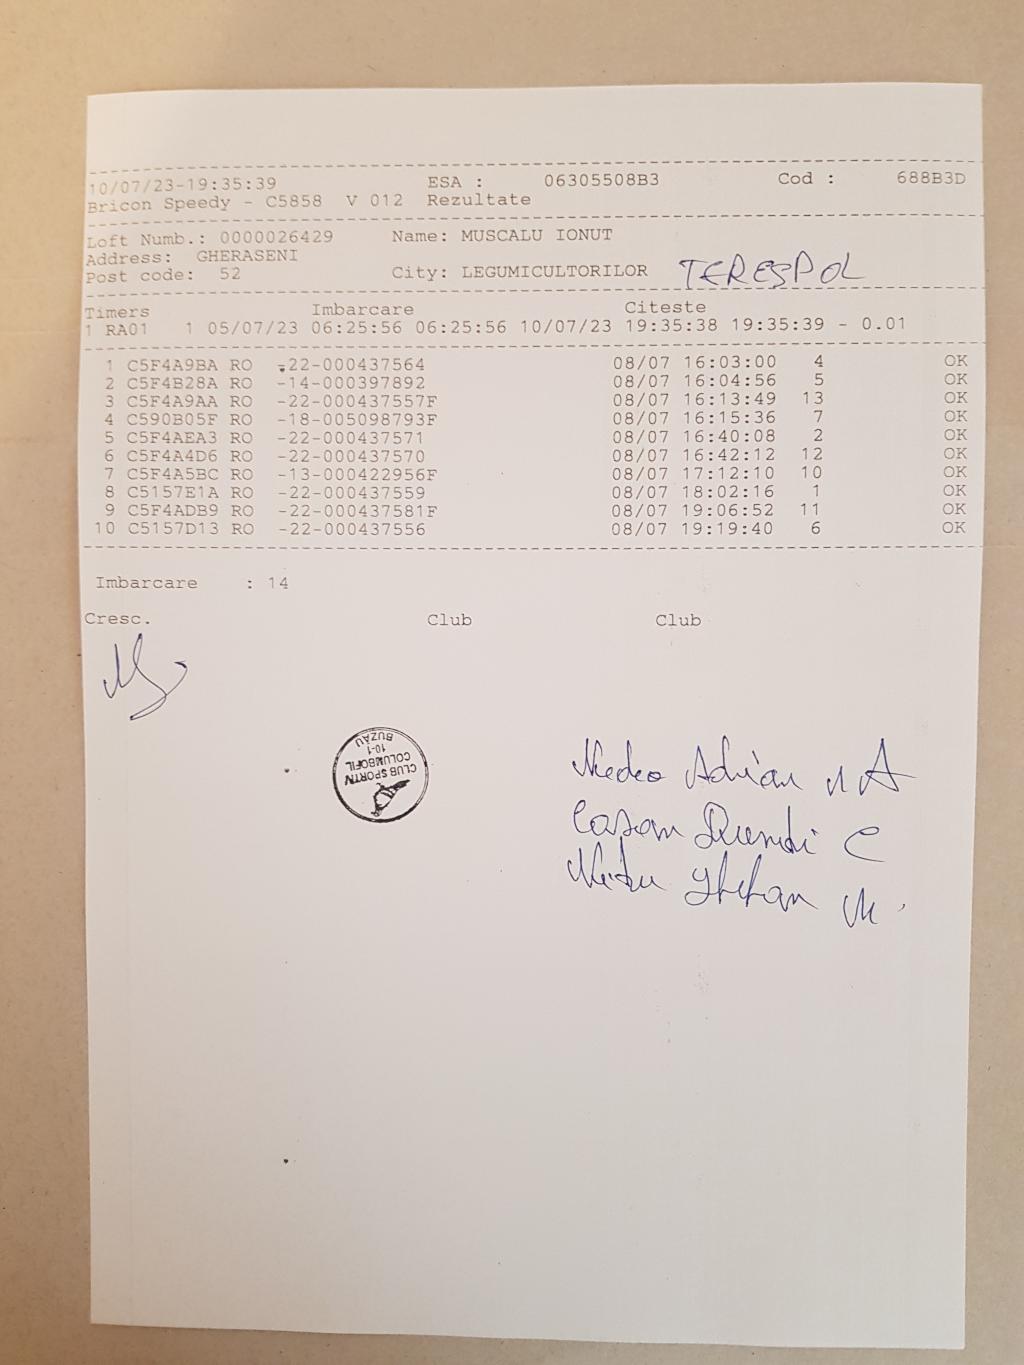 10/07/23-19:35:39 ESA : 06305508B3 Cod : 688B3D
Bricon Speedy - C5858 V 012 Rezultate
Loft Numb.: 0000026429 Name: MUSCALU IONUT
Address: GHERASENI
Post code: 52 City: LEGUMICULTORILOR TERESPOL
Timers Imbarcare Citeste
1 RA01 1 05/07/23 06:25:56 06:25:56 10/07/23 19:35:38 19:35:39 - 0.01
1 C5F4A9BA RO -22-000437564 08/07 16:03:00 4 OK
2 C5F4B28A RO -14-000397892 08/07 16:04:56 5 OK
3 C5F4A9AA RO -22-000437557F 08/07 16:13:49 13 OK
4 C590B05F RO -18-005098793F 08/07 16:15:36 7 OK
5 C5F4AEA3 RO -22-000437571 08/07 16:40:08 2 OK
6 C5F4A4D6 RO -22-000437570 08/07 16:42:12 12 OK
7 C5F4A5BC RO -13-000422956F 08/07 17:12:10 10 OK
8 C5157E1A RO -22-000437559 08/07 18:02:16 1 OK
9 C5F4ADB9 RO -22-000437581F 08/07 19:06:52 11 OK
10 C5157D13 RO -22-000437556 08/07 19:19:40 6 OK
Imbarcare : 14
Cresc. Club Club
CLUB SPORTIV
COLUMBOFIL
10-1
BUZĂU
Adrian